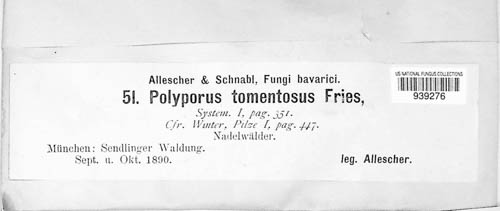 Allescher & Schnabl, Fungi bavarici.
51. Polyporus tomentosus Fries,
System. I, pag. 351.
Cfr. Winter, Pilze I, pag. 447.
Nadelwälder.
München: Sendlinger Waldung.
Sept. u. Okt. 1890.
leg. Allescher.
US NATIONAL FUNGUS COLLECTIONS
939276